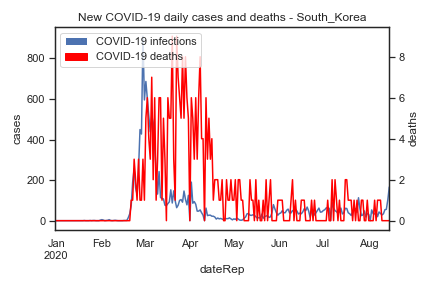 New COVID-19 daily cases and deaths - South_Korea
COVID-19 infections
COVID-19 deaths
cases
800
600
400
200
0
8
6
4
2
0
deaths
Jan Feb Mar Apr May Jun Jul Aug
2020
dateRep